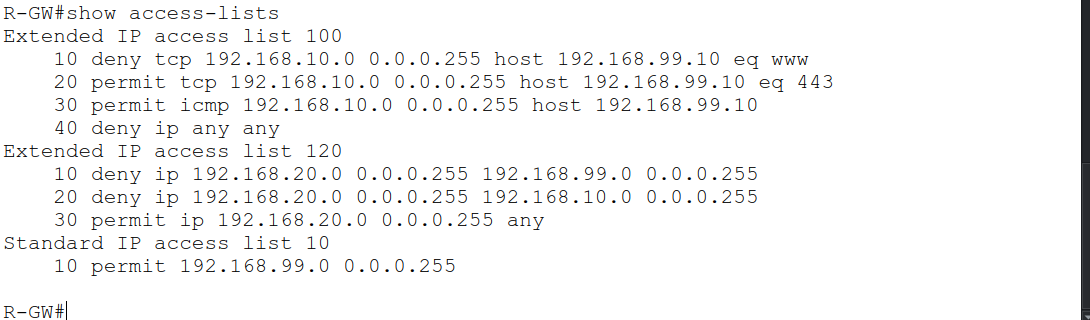 R-GW#show access-lists
Extended IP access list 100
    10 deny tcp 192.168.10.0 0.0.0.255 host 192.168.99.10 eq www
    20 permit tcp 192.168.10.0 0.0.0.255 host 192.168.99.10 eq 443
    30 permit icmp 192.168.10.0 0.0.0.255 host 192.168.99.10
    40 deny ip any any
Extended IP access list 120
    10 deny ip 192.168.20.0 0.0.0.255 192.168.99.0 0.0.0.255
    20 deny ip 192.168.20.0 0.0.0.255 192.168.10.0 0.0.0.255
    30 permit ip 192.168.20.0 0.0.0.255 any
Standard IP access list 10
    10 permit 192.168.99.0 0.0.0.255
R-GW#